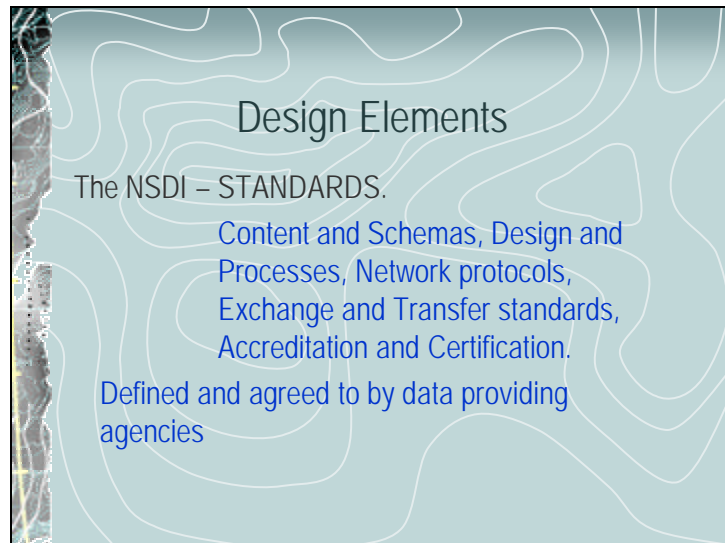 Design Elements
The NSDI – STANDARDS.
Content and Schemas, Design and
Processes, Network protocols,
Exchange and Transfer standards,
Accreditation and Certification.
Defined and agreed to by data providing
agencies